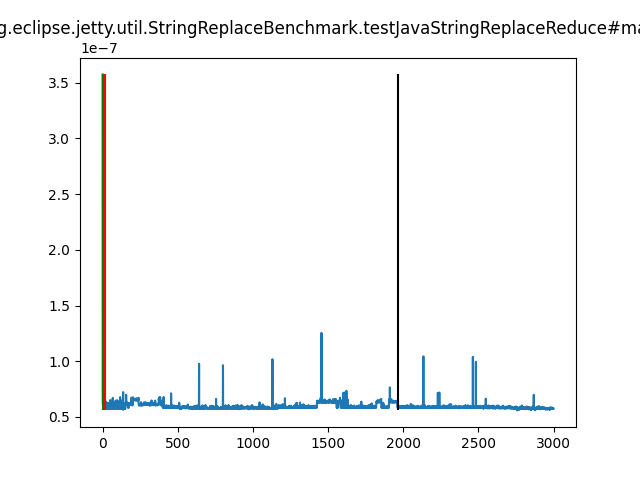 g.eclipse.jetty.util.StringReplaceBenchmark.testJavaStringReplaceReduce#ma
1e−7
3.5
3.0
2.5
2.0
1.5
1.0
0.5
0 500 1000 1500 2000 2500 3000